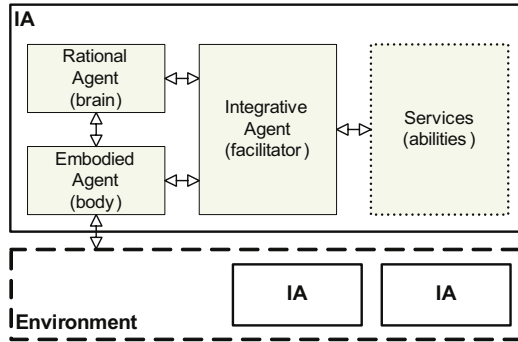 IA
Rational
Agent
(brain)
Embodied
Agent
(body)
Integrative
Agent
(facilitator)
Services
(abilities)
IA
IA
Environment